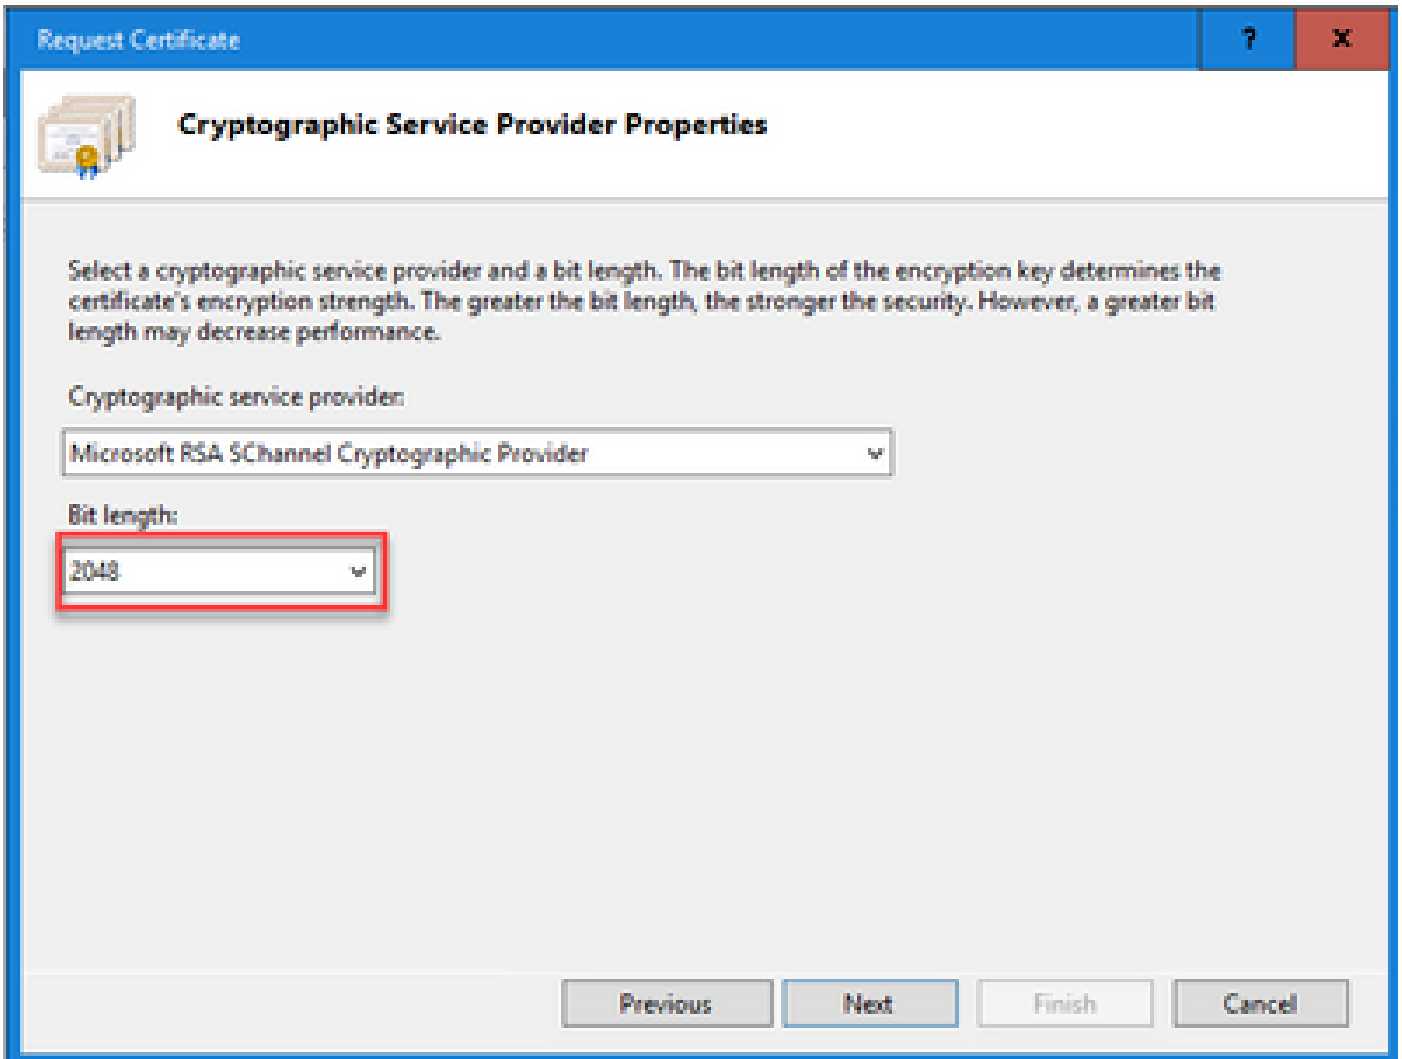 Request Certificate
?
x
Cryptographic Service Provider Properties
Select a cryptographic service provider and a bit length. The bit length of the encryption key determines the
certificate's encryption strength. The greater the bit length, the stronger the security. However, a greater bit
length may decrease performance.
Cryptographic service provider:
Microsoft RSA SChannel Cryptographic Provider
Bit length:
2048
Previous
Next
Finish
Cancel